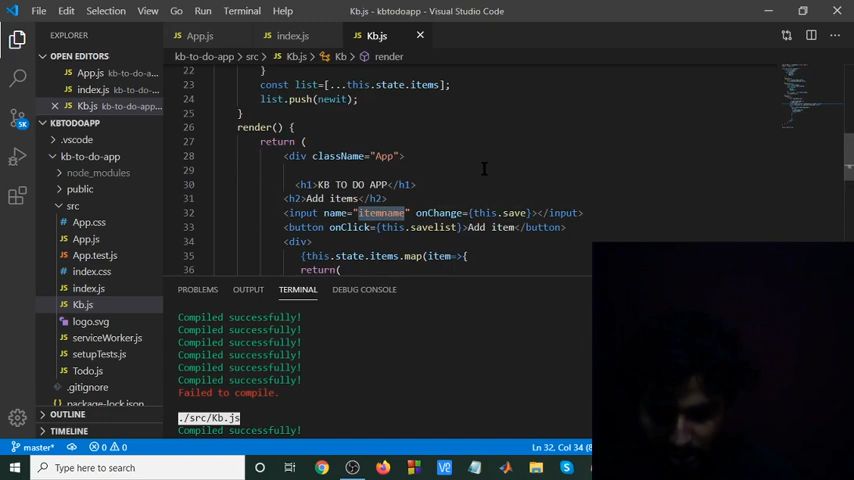 File Edit Selection View Go Run Terminal Help Kb.js - kbtodoapp - Visual Studio Code
EXPLORER
OPEN EDITORS
JS App.js kb-to-do-a...
JS index.js kb-to-do-a...
JS Kb.js kb-to-do-app...
KBTODOAPP
.vscode
kb-to-do-app
node_modules
public
src
App.css
JS App.js
JS App.test.js
index.css
JS index.js
JS Kb.js
logo.svg
JS serviceWorker.js
JS setupTests.js
JS Todo.js
.gitignore
package-lock.json
OUTLINE
TIMELINE
5K
JS App.js JS index.js JS Kb.js
kb-to-do-app > src > JS Kb.js > Kb > render
22 }
23 const list=[...this.state.items];
24 list.push(newit);
25 }
26 render() {
27 return (
28 <div className="App">
29
30 <h1>KB TO DO APP</h1>
31 <h2>Add items</h2>
32 <input name="itemname" onChange={this.save}></input>
33 <button onClick={this.savelist}>Add item</button>
34 <div>
35 {this.state.items.map(item=>{
36 return(
PROBLEMS OUTPUT TERMINAL DEBUG CONSOLE
Compiled successfully!
Compiled successfully!
Compiled successfully!
Compiled successfully!
Compiled successfully!
Compiled successfully!
Failed to compile.
./src/Kb.js
Compiled successfully!
master* 0 0 Ln 32, Col 34 (8
Type here to search